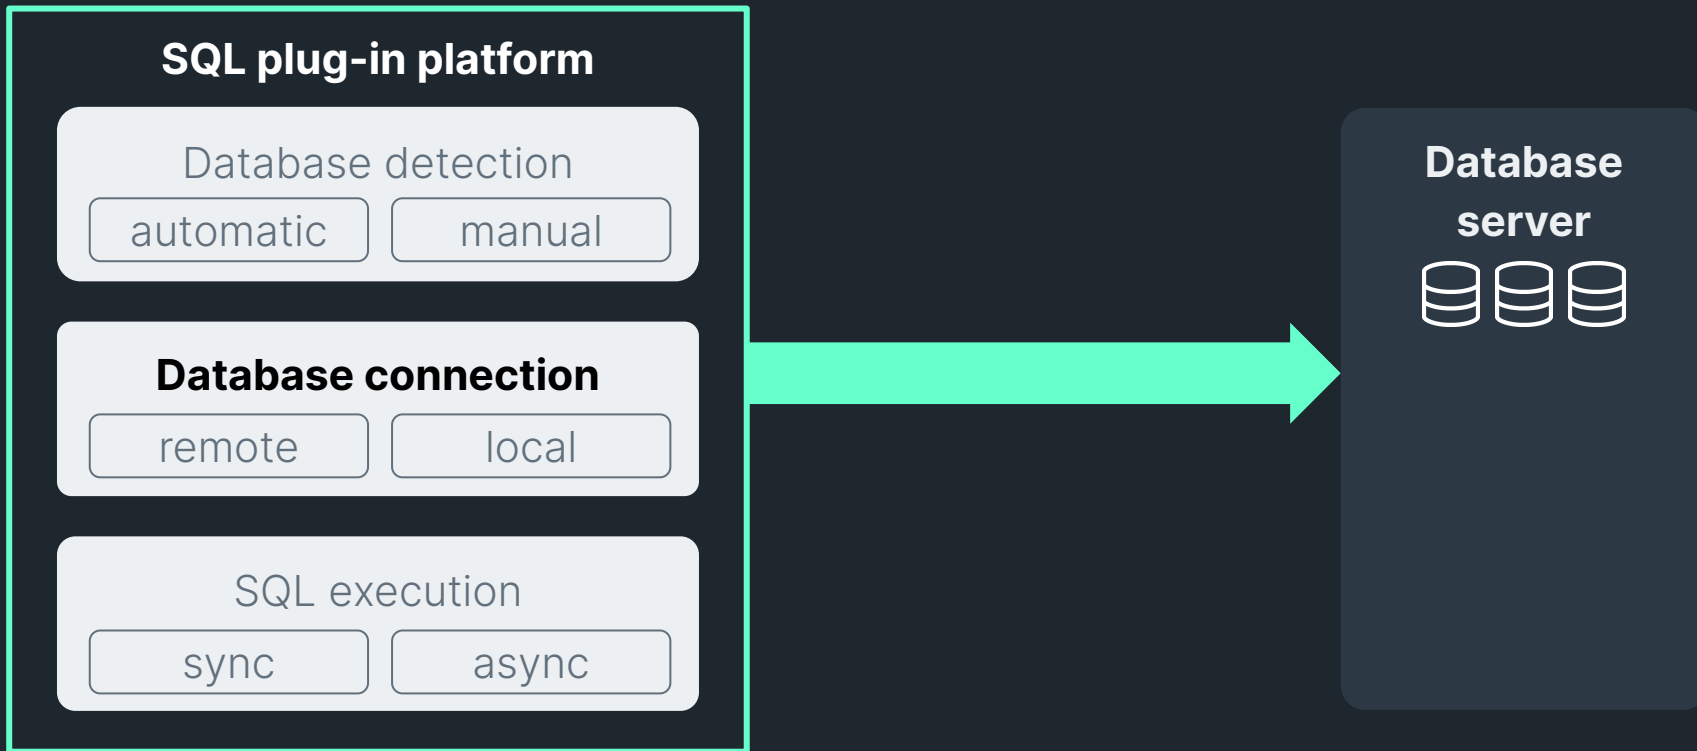 SQL plug-in platform
Database detection
automatic
manual
Database connection
remote
local
SQL execution
sync
async
Database
server